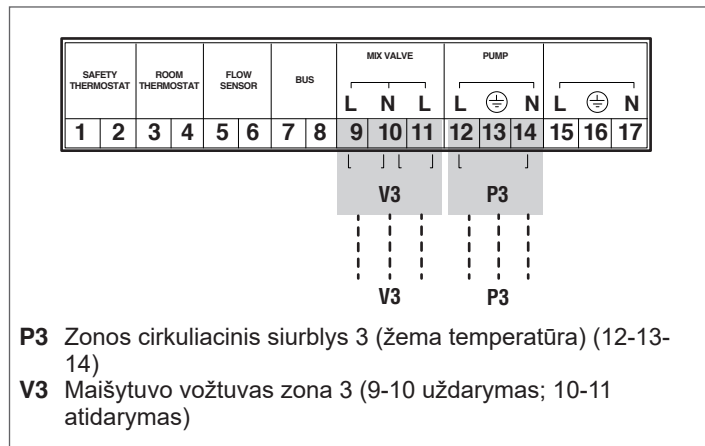 MIX VALVE PUMP
SAFETY ROOM FLOW BUS
THERMOSTAT THERMOSTAT SENSOR
L N L L N L N
1 2 3 4 5 6 7 8 9 10 11 12 13 14 15 16 17
V3 P3
V3 P3
P3 Zonos cirkuliacinis siurblys 3 (žema temperatūra) (12-13-
14)
V3 Maišytuvo vožtuvas zona 3 (9-10 uždarymas; 10-11
atidarymas)